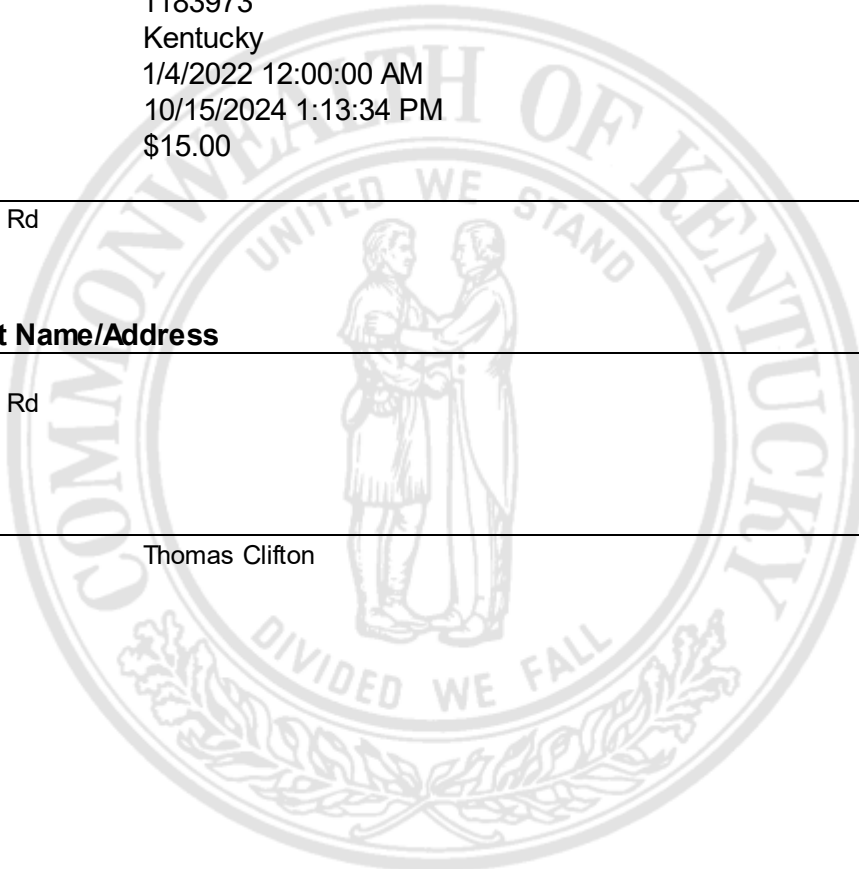 1183973
Kentucky
1/4/2022 12:00:00 AM
10/15/2024 1:13:34 PM
$15.00
Rd
t Name/Address
Rd
Thomas Clifton
COMMONWEALTH OF KENTUCKY
UNITED WE STAND
DIVIDED WE FALL